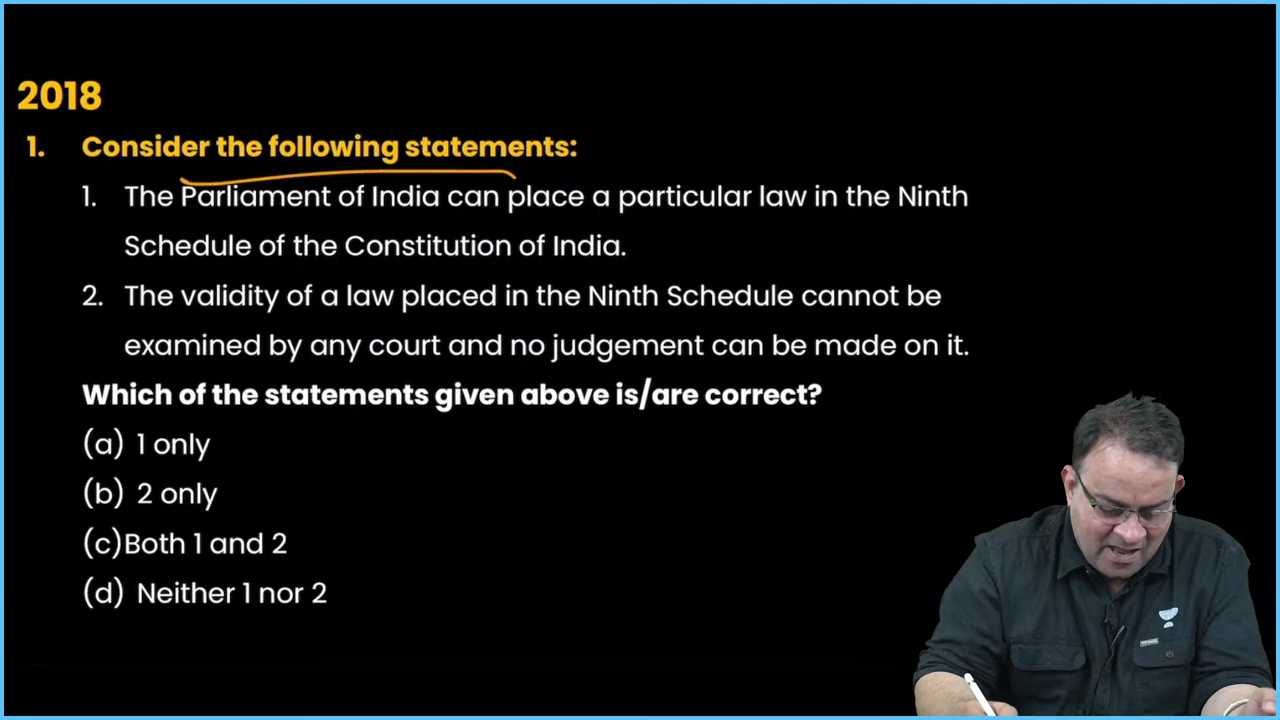 2018
1. Consider the following statements:
1. The Parliament of India can place a particular law in the Ninth
Schedule of the Constitution of India.
2. The validity of a law placed in the Ninth Schedule cannot be
examined by any court and no judgement can be made on it.
Which of the statements given above is/are correct?
(a) 1 only
(b) 2 only
(c)Both 1 and 2
(d) Neither 1 nor 2